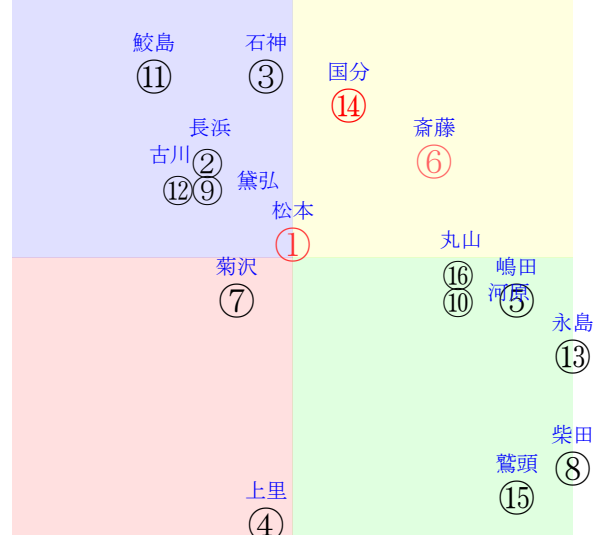 鮫島
石神
⑪
③
国分
⑭
長浜
斎藤
古川
②
⑥
⑫
⑨
黛弘
松本
①
丸山
菊沢
嶋田
⑯
⑦
⑩
河原
⑤
永島
⑬
柴田
⑧
鷲頭
⑮
上里
④